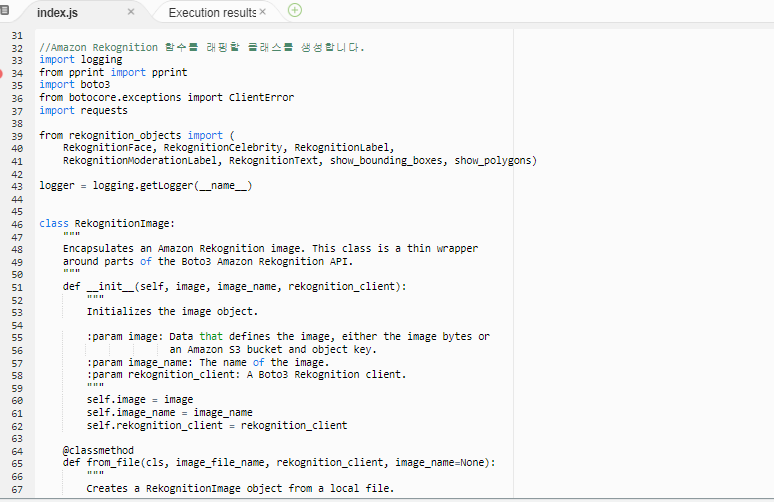 index.js × Execution results ×
31
32 //Amazon Rekognition 함수를 래핑할 클래스를 생성합니다.
33 import logging
34 from pprint import pprint
35 import boto3
36 from botocore.exceptions import ClientError
37 import requests
38
39 from rekognition_objects import (
40     RekognitionFace, RekognitionCelebrity, RekognitionLabel,
41     RekognitionModerationLabel, RekognitionText, show_bounding_boxes, show_polygons)
42
43 logger = logging.getLogger(__name__)
44
45
46 class RekognitionImage:
47     """
48     Encapsulates an Amazon Rekognition image. This class is a thin wrapper
49     around parts of the Boto3 Amazon Rekognition API.
50     """
51     def __init__(self, image, image_name, rekognition_client):
52         """
53         Initializes the image object.
54
55         :param image: Data that defines the image, either the image bytes or
56                       an Amazon S3 bucket and object key.
57         :param image_name: The name of the image.
58         :param rekognition_client: A Boto3 Rekognition client.
59         """
60         self.image = image
61         self.image_name = image_name
62         self.rekognition_client = rekognition_client
63
64     @classmethod
65     def from_file(cls, image_file_name, rekognition_client, image_name=None):
66         """
67         Creates a RekognitionImage object from a local file.